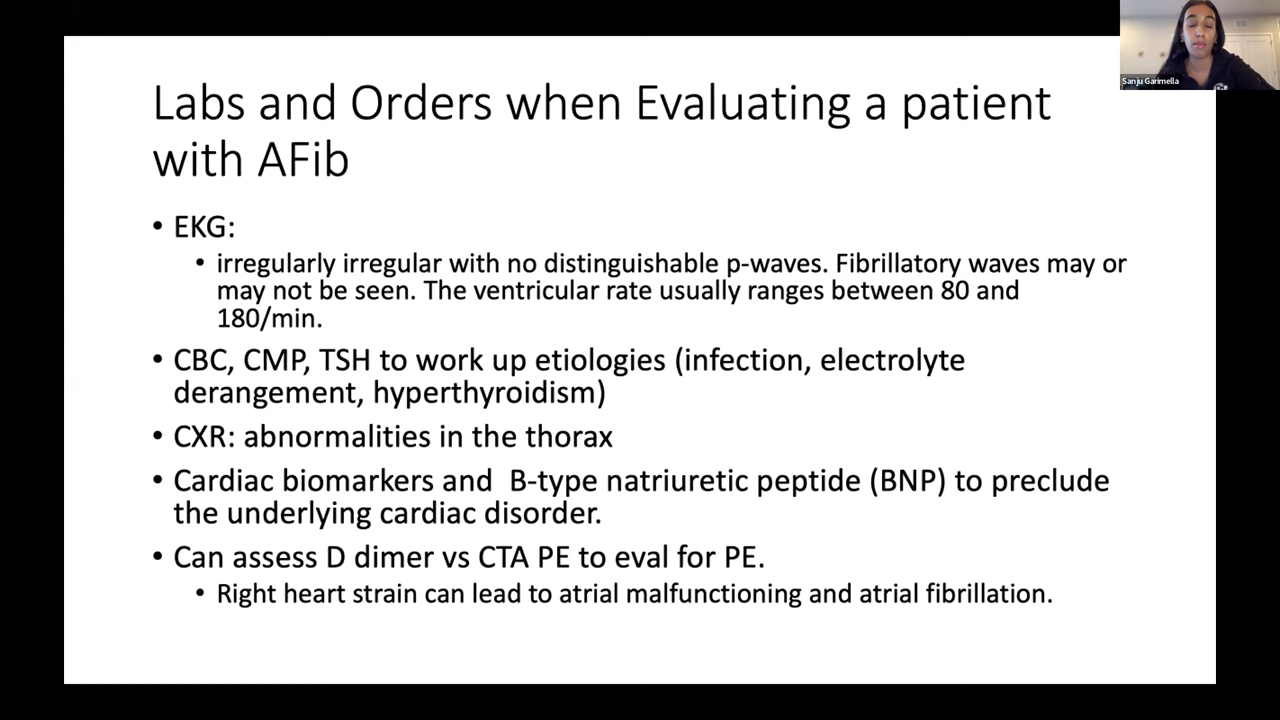 Sanju Garimella
Labs and Orders when Evaluating a patient
with AFib
• EKG:
• irregularly irregular with no distinguishable p-waves. Fibrillatory waves may or
may not be seen. The ventricular rate usually ranges between 80 and
180/min.
• CBC, CMP, TSH to work up etiologies (infection, electrolyte
derangement, hyperthyroidism)
• CXR: abnormalities in the thorax
• Cardiac biomarkers and  B-type natriuretic peptide (BNP) to preclude
the underlying cardiac disorder.
• Can assess D dimer vs CTA PE to eval for PE.
• Right heart strain can lead to atrial malfunctioning and atrial fibrillation.